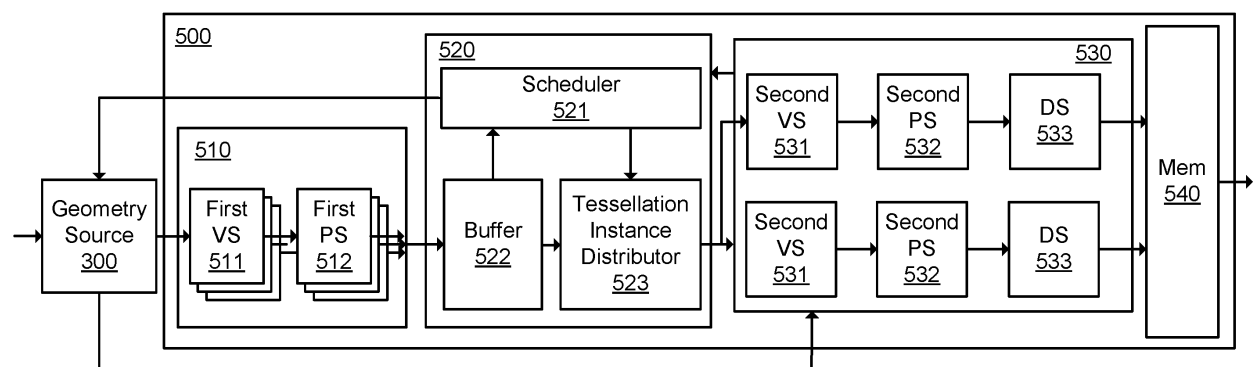 500
520
530
Scheduler
521
510
Geometry
Source
300
First
VS
511
First
PS
512
Buffer
522
Tessellation
Instance
Distributor
523
Second
VS
531
Second
PS
532
DS
533
Second
VS
531
Second
PS
532
DS
533
Mem
540